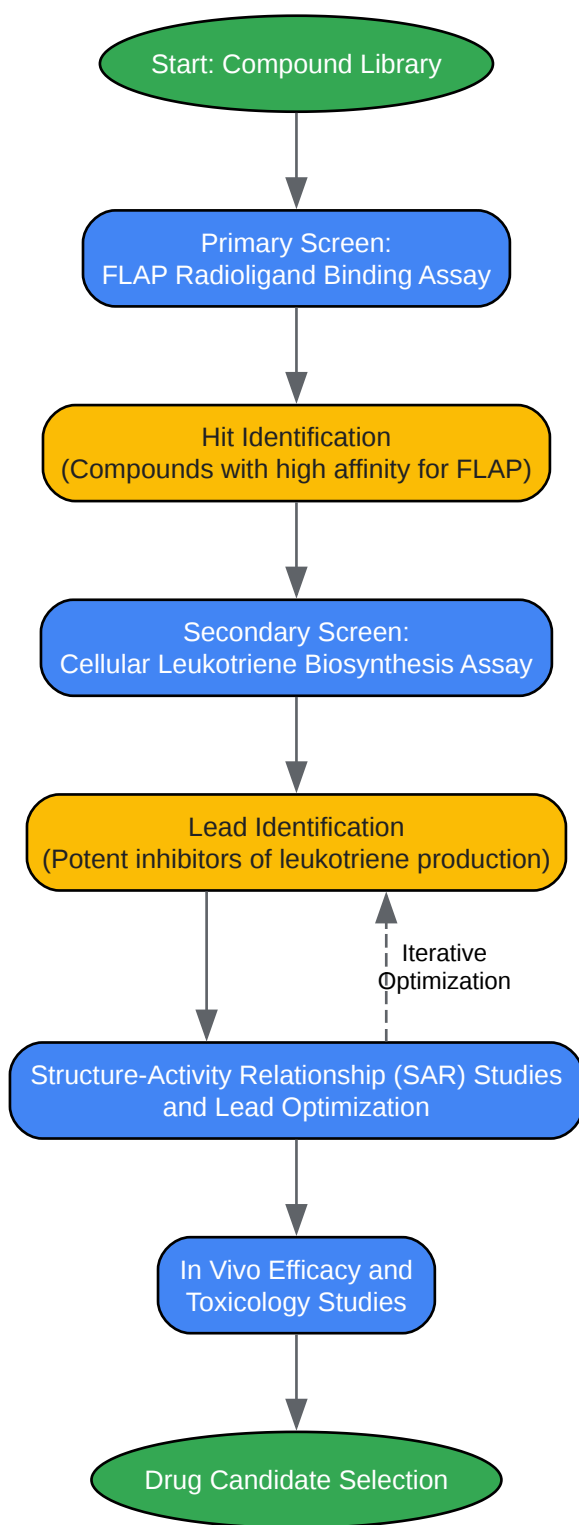 Start: Compound Library
Primary Screen:
FLAP Radioligand Binding Assay
Hit Identification
(Compounds with high affinity for FLAP)
Secondary Screen:
Cellular Leukotriene Biosynthesis Assay
Lead Identification
(Potent inhibitors of leukotriene production)
Iterative
Optimization
Structure-Activity Relationship (SAR) Studies
and Lead Optimization
In Vivo Efficacy and
Toxicology Studies
Drug Candidate Selection